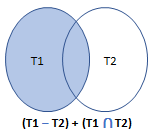 T1 T2
(T1 – T2) + (T1 ∩ T2)